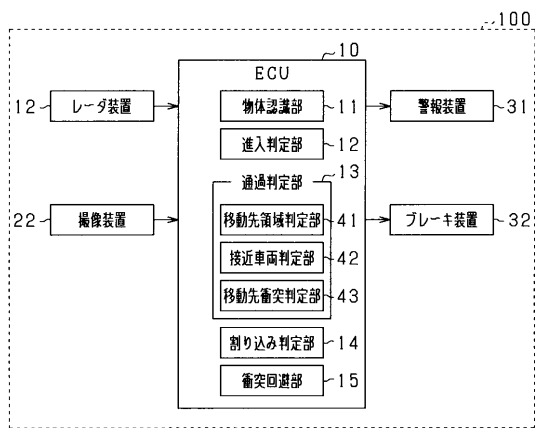 100
10
ECU
12 レーダ装置
物体認識部 11
警報装置 31
進入判定部 12
13
通過判定部
22 撮像装置
移動先領域判定部 41
ブレーキ装置 32
接近車両判定部 42
移動先衝突判定部 43
割り込み判定部 14
衝突回避部 15